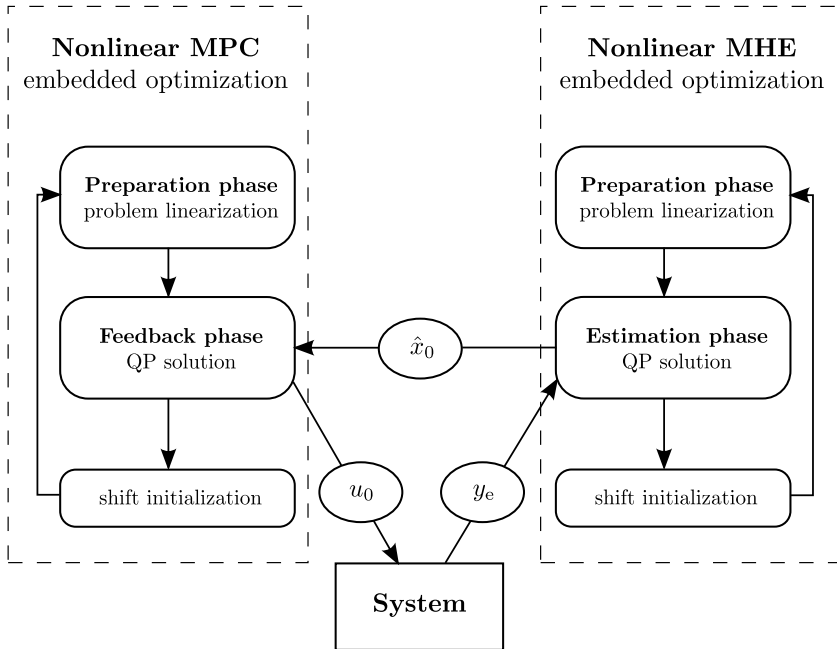 Nonlinear MPC
embedded optimization
Preparation phase
problem linearization
Feedback phase
QP solution
shift initialization
Nonlinear MHE
embedded optimization
Preparation phase
problem linearization
Estimation phase
QP solution
shift initialization
x̂₀
u₀
yₑ
System